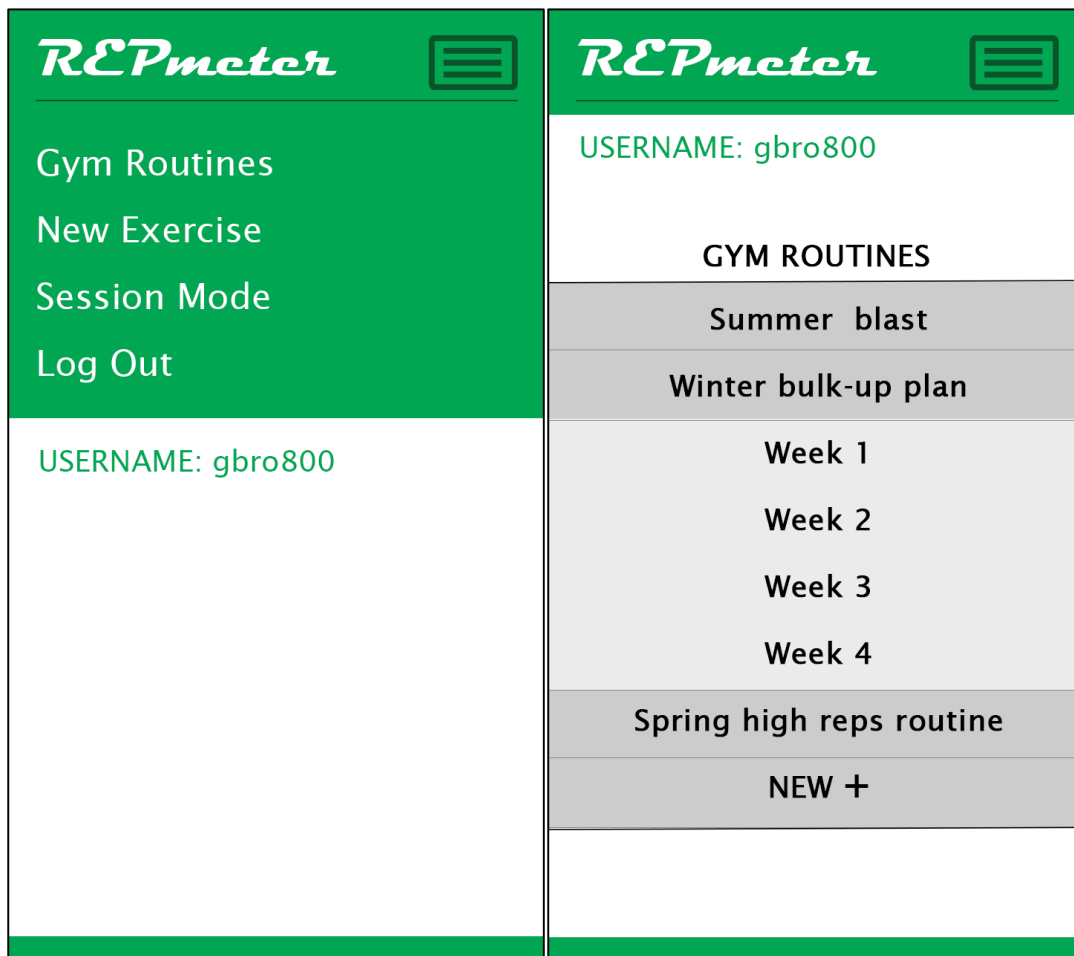 REPmeter
Gym Routines
New Exercise
Session Mode
Log Out
USERNAME: gbro800
REPmeter
USERNAME: gbro800
GYM ROUTINES
Summer blast
Winter bulk-up plan
Week 1
Week 2
Week 3
Week 4
Spring high reps routine
NEW +